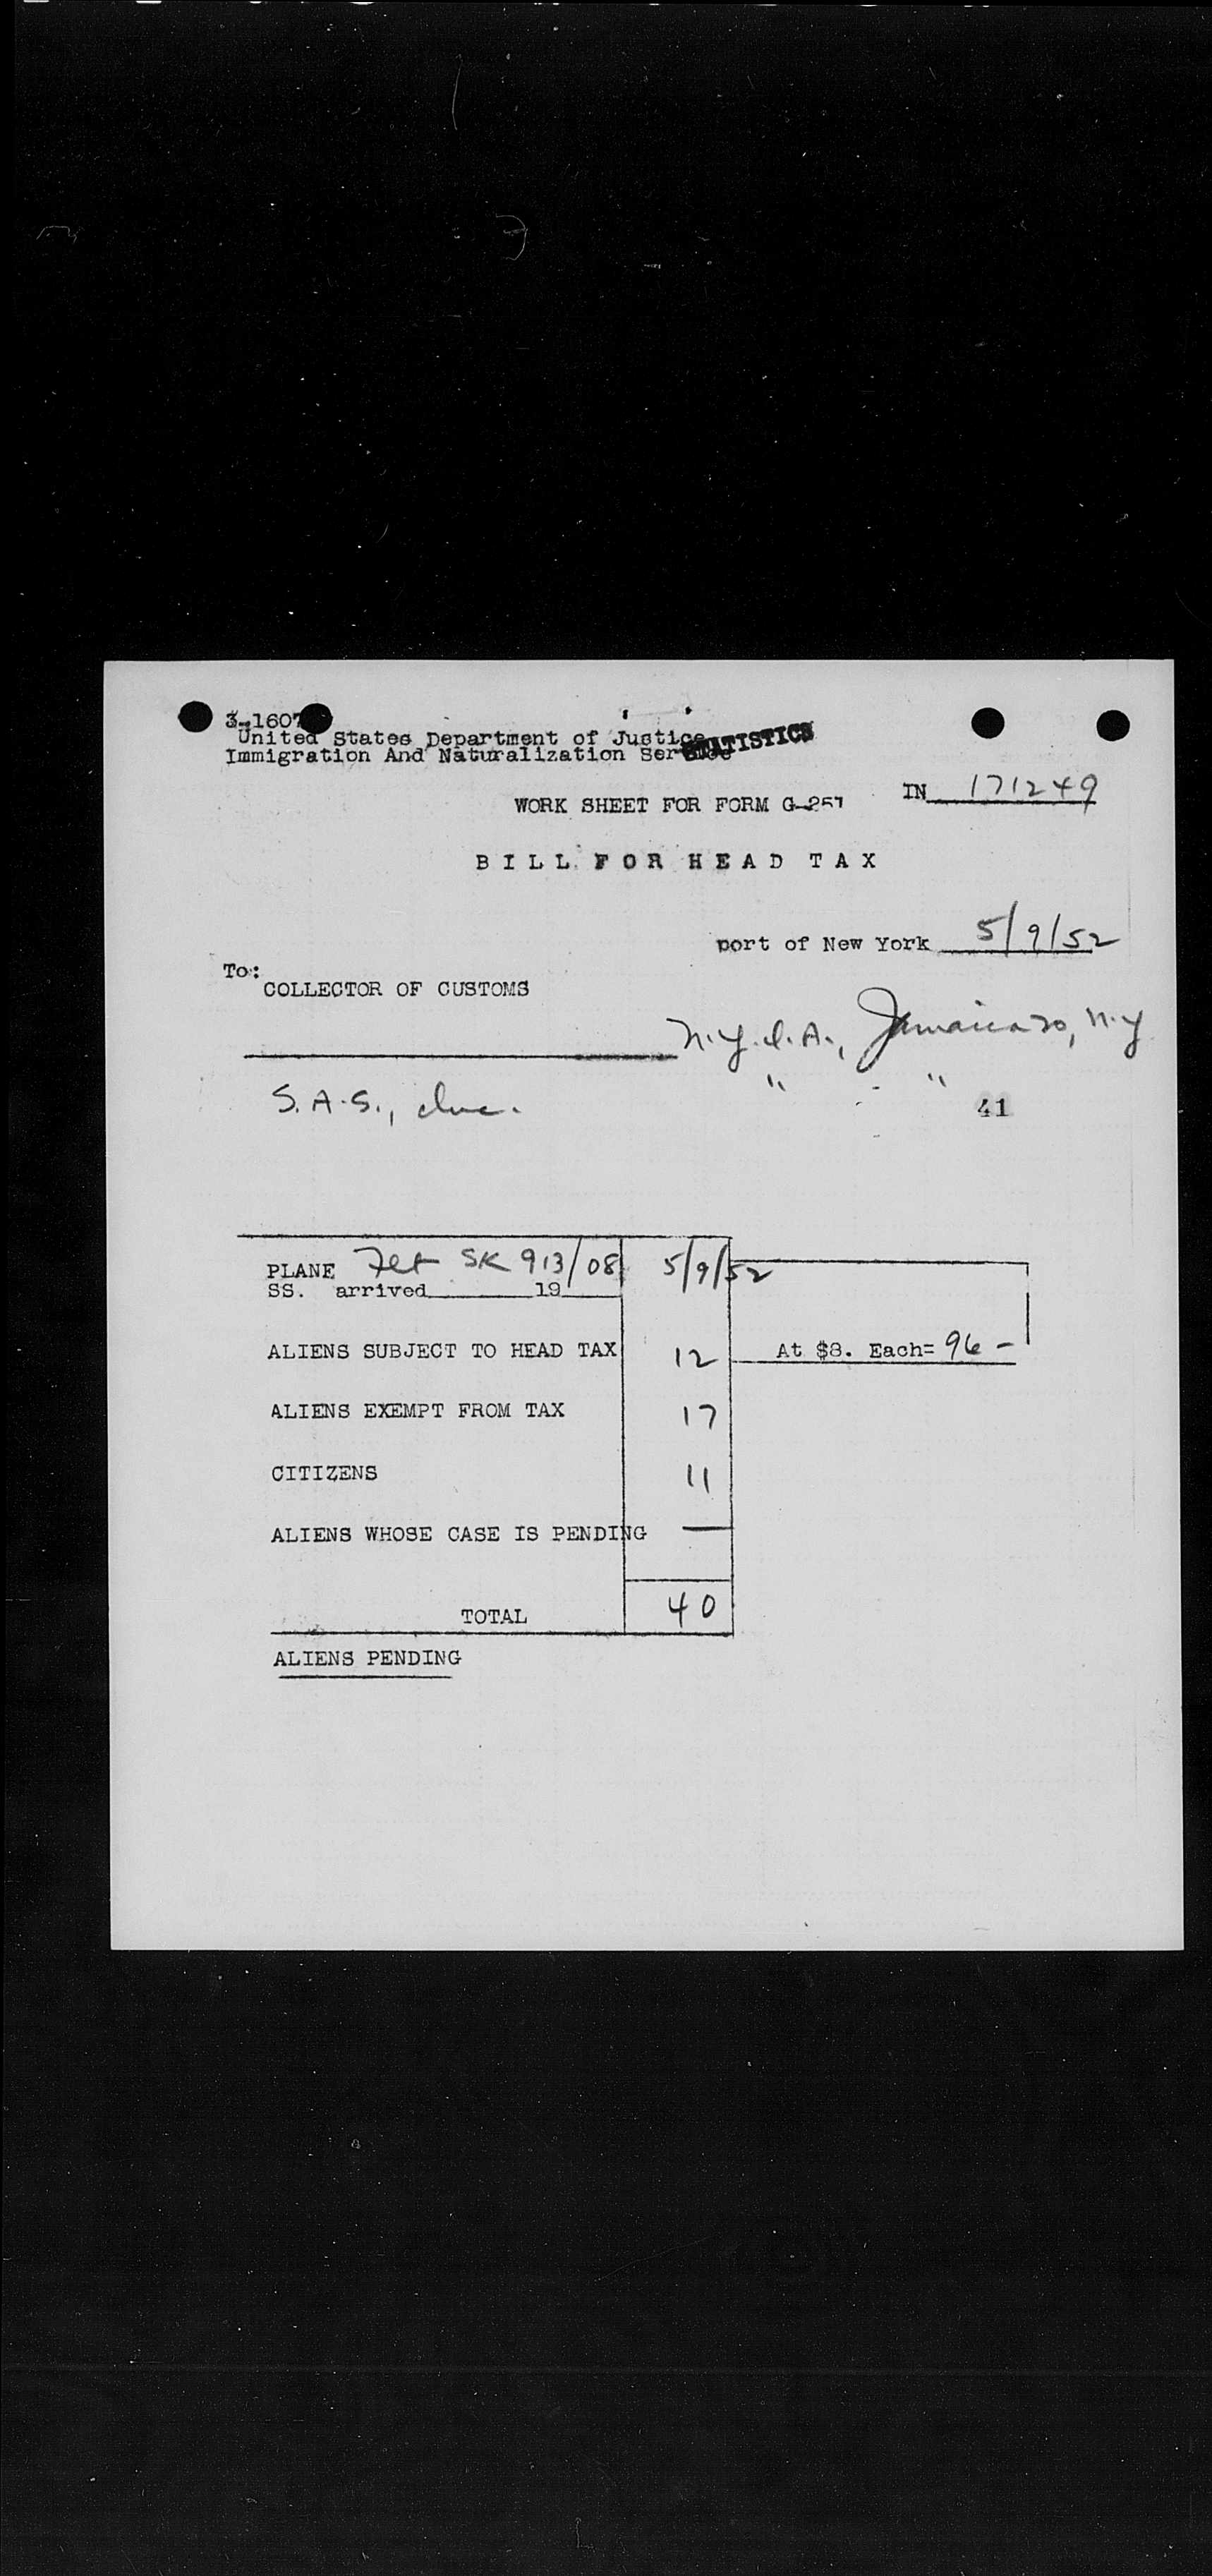 3-1607
United States Department of Justice
Immigration And Naturalization Service
STATISTICS
WORK SHEET FOR FORM G-257
IN 171249
BILL FOR HEAD TAX
port of New York 5/9/52
To:
COLLECTOR OF CUSTOMS
N.Y.I.A., Jamaica 30, N.Y
" - "
S.A.S., Inc.
41
PLANE Flt SK 913/08 5/9/52
SS. arrived 19
ALIENS SUBJECT TO HEAD TAX 12 At $8. Each= 96 -
ALIENS EXEMPT FROM TAX 17
CITIZENS 11
ALIENS WHOSE CASE IS PENDING —
TOTAL 40
ALIENS PENDING